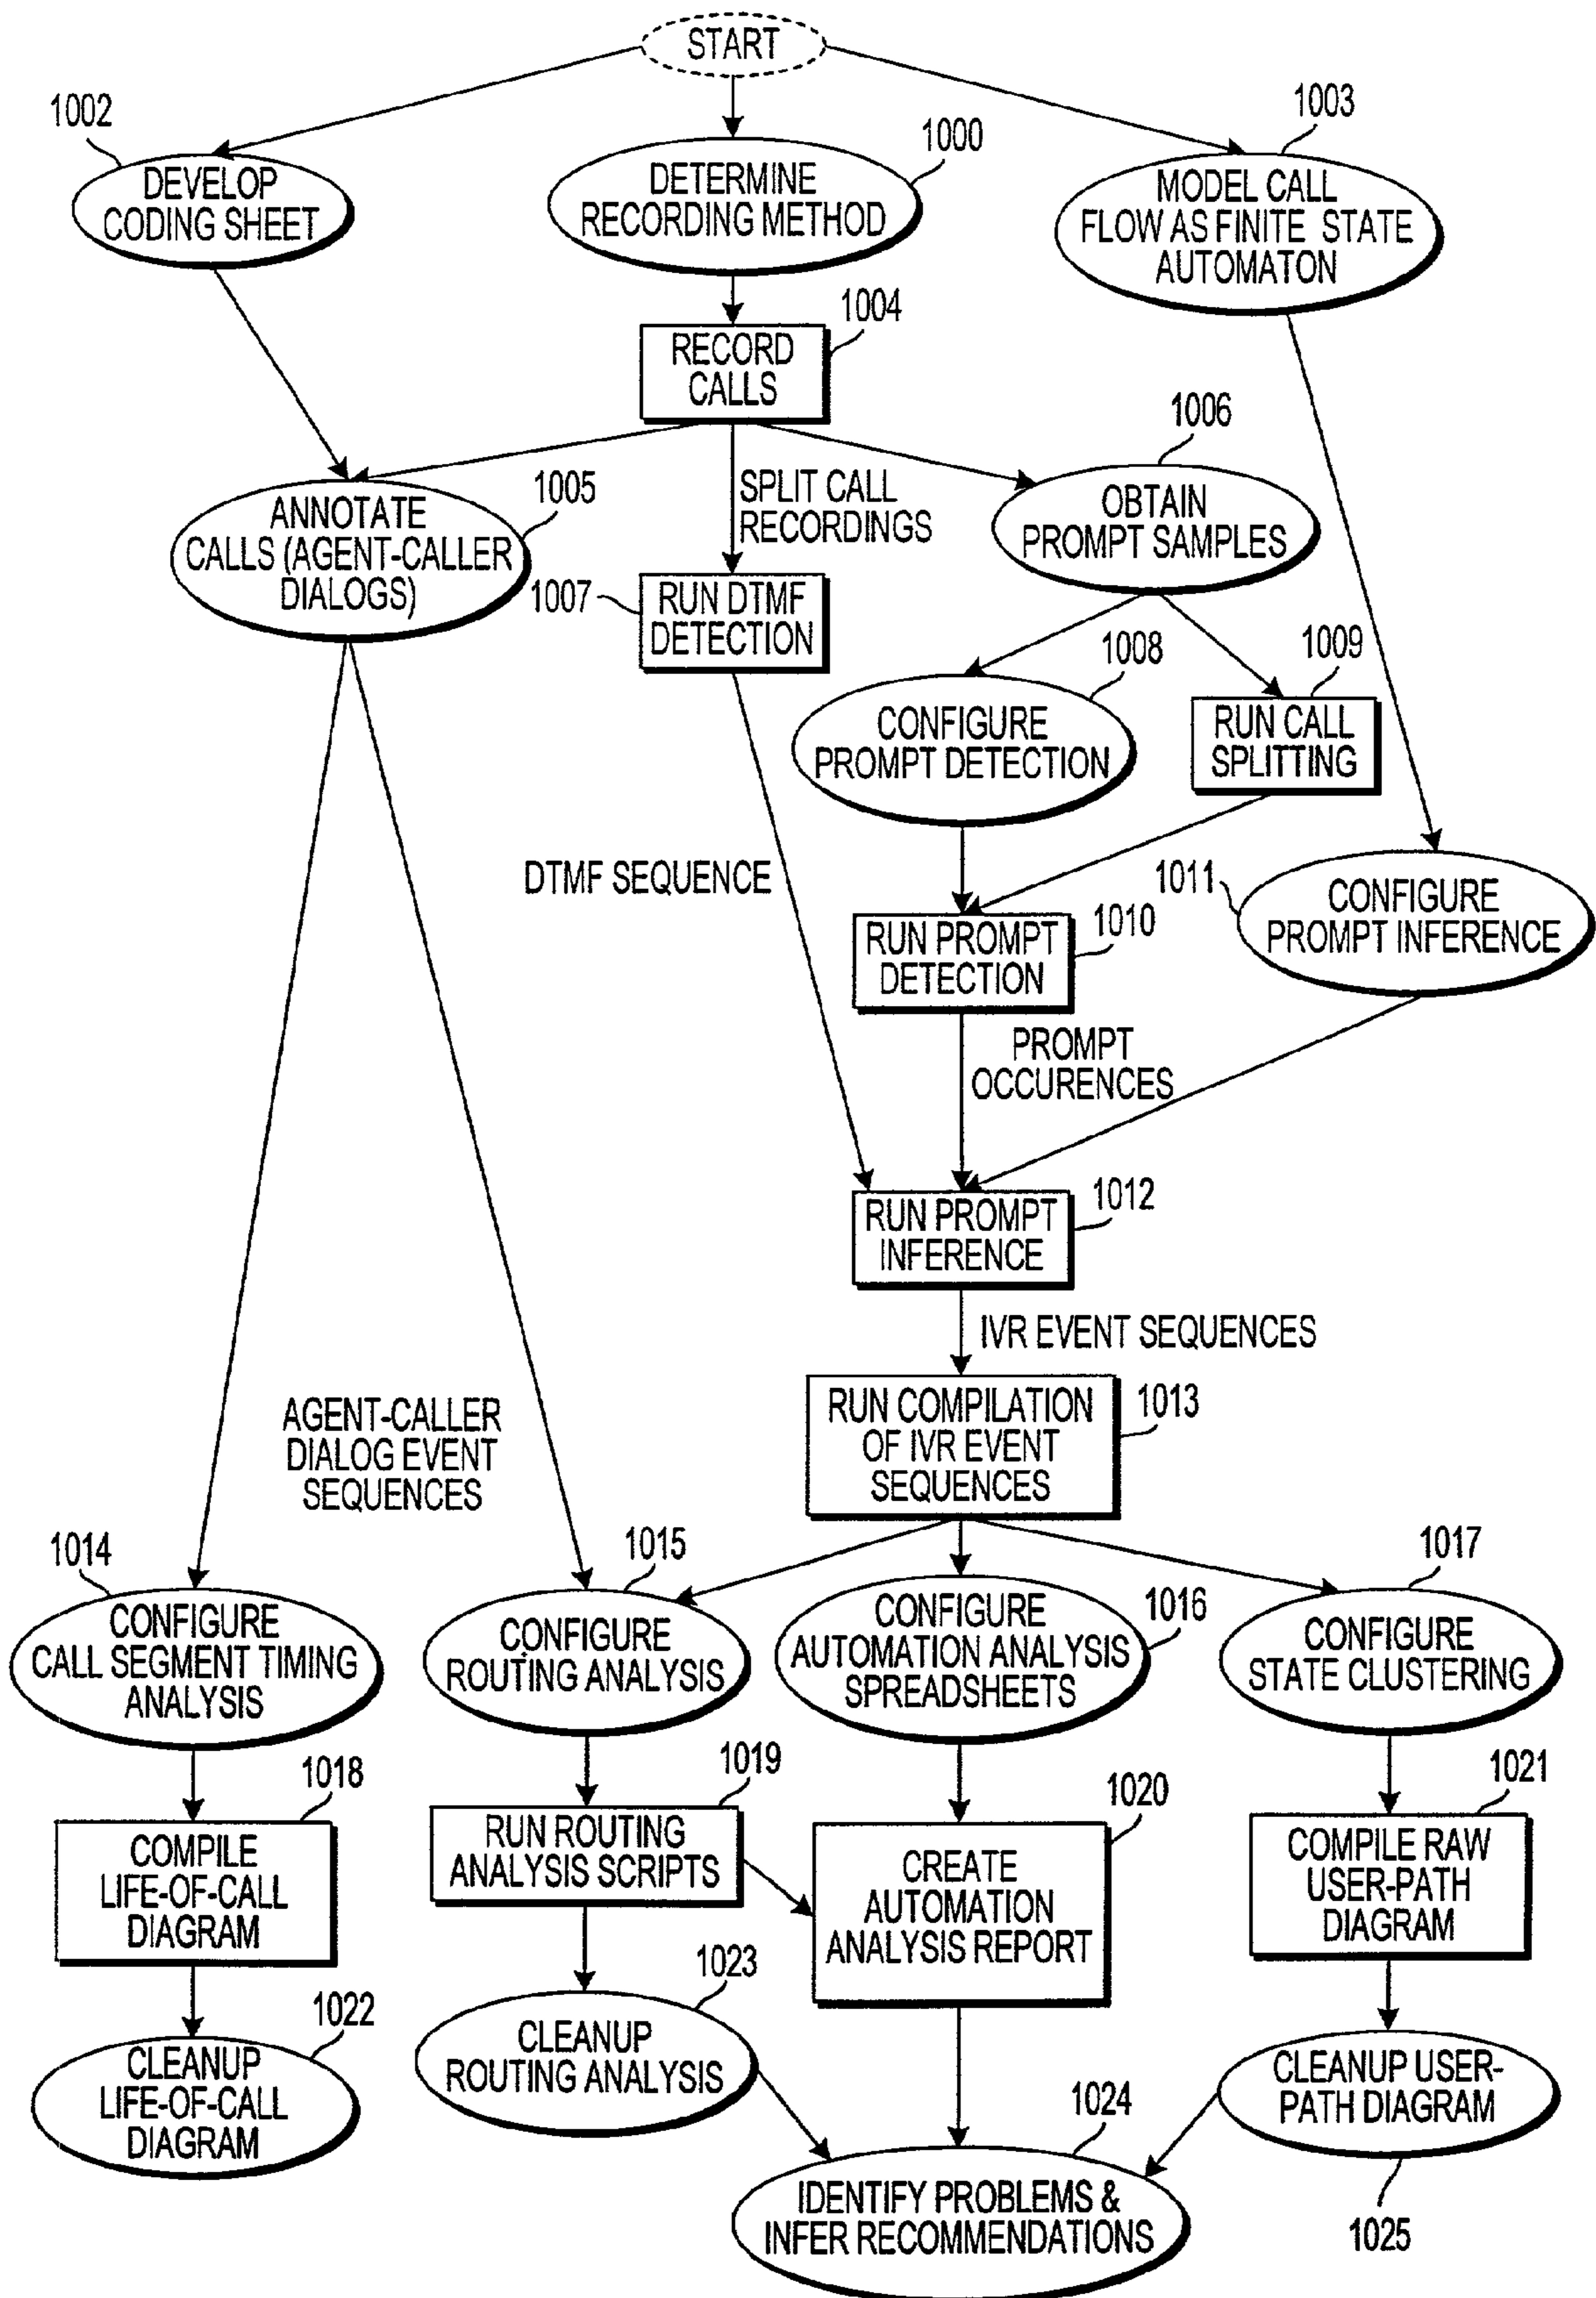 START
1002
1000
1003
DEVELOP
CODING SHEET
DETERMINE
RECORDING METHOD
MODEL CALL
FLOW AS FINITE STATE
AUTOMATON
1004
RECORD
CALLS
1006
1005
ANNOTATE
CALLS (AGENT-CALLER
DIALOGS)
SPLIT CALL
RECORDINGS
OBTAIN
PROMPT SAMPLES
1007
RUN DTMF
DETECTION
1008
1009
CONFIGURE
PROMPT DETECTION
RUN CALL
SPLITTING
DTMF SEQUENCE
1011
CONFIGURE
PROMPT INFERENCE
1010
RUN PROMPT
DETECTION
PROMPT
OCCURENCES
1012
RUN PROMPT
INFERENCE
IVR EVENT SEQUENCES
AGENT-CALLER
DIALOG EVENT
SEQUENCES
RUN COMPILATION
OF IVR EVENT
SEQUENCES
1013
1014
1015
1017
CONFIGURE
CALL SEGMENT TIMING
ANALYSIS
CONFIGURE
ROUTING ANALYSIS
CONFIGURE
AUTOMATION ANALYSIS
SPREADSHEETS
1016
CONFIGURE
STATE CLUSTERING
1018
1019
1020
1021
COMPILE
LIFE-OF-CALL
DIAGRAM
RUN ROUTING
ANALYSIS SCRIPTS
CREATE
AUTOMATION
ANALYSIS REPORT
COMPILE RAW
USER-PATH
DIAGRAM
1022
1023
CLEANUP
LIFE-OF-CALL
DIAGRAM
CLEANUP
ROUTING ANALYSIS
CLEANUP USER-
PATH DIAGRAM
1024
IDENTIFY PROBLEMS &
INFER RECOMMENDATIONS
1025